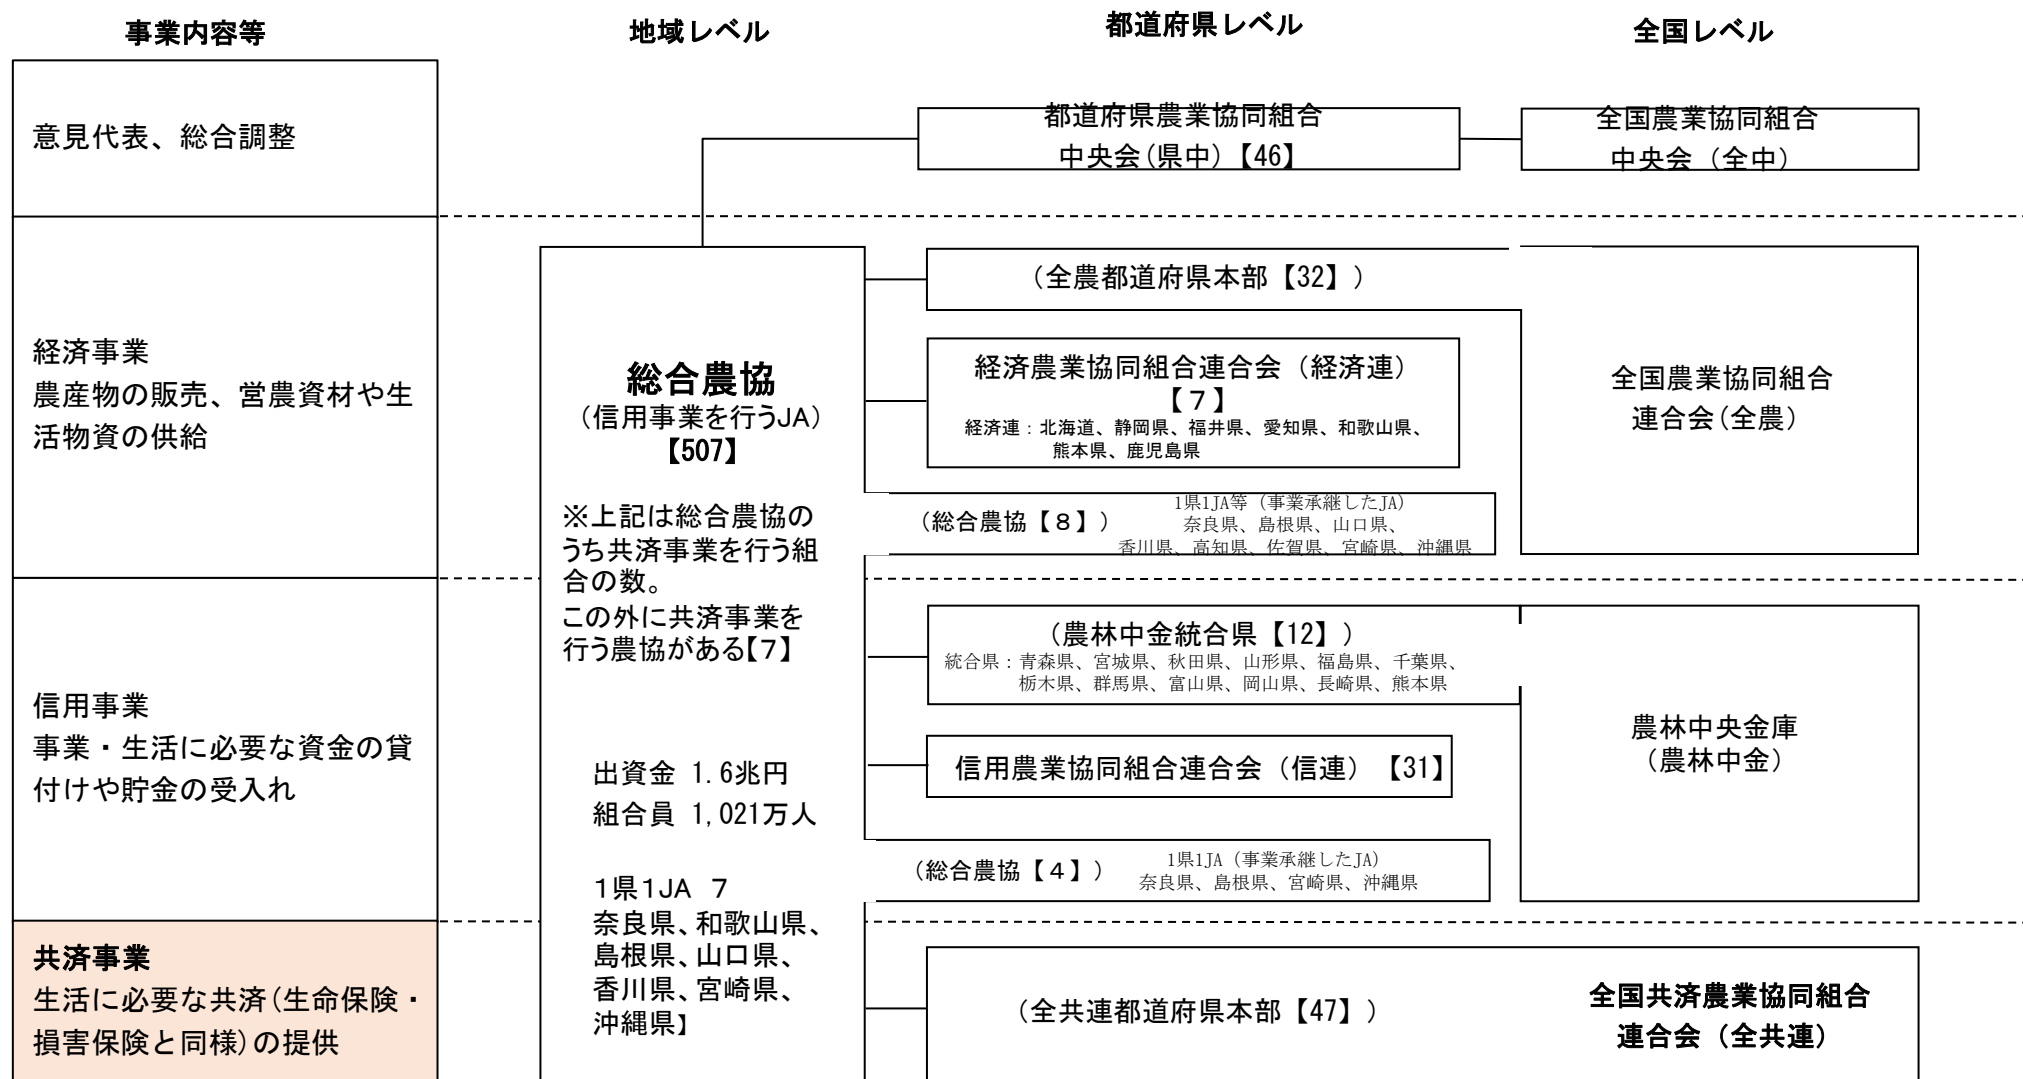 事業内容等
地域レベル
都道府県レベル
全国レベル
意見代表、総合調整
都道府県農業協同組合
中央会(県中)【46】
全国農業協同組合
中央会（全中）
経済事業
農産物の販売、営農資材や生
活物資の供給
総合農協
（信用事業を行うJA）
【507】
※上記は総合農協の
うち共済事業を行う組
合の数。
この外に共済事業を
行う農協がある【7】
出資金 1.6兆円
組合員 1,021万人
1県1JA 7
奈良県、和歌山県、
島根県、山口県、
香川県、宮崎県、
沖縄県】
（全農都道府県本部【32】）
経済農業協同組合連合会（経済連）
【７】
経済連：北海道、静岡県、福井県、愛知県、和歌山県、
熊本県、鹿児島県
（総合農協【８】）
1県1JA等（事業承継したJA）
奈良県、島根県、山口県、
香川県、高知県、佐賀県、宮崎県、沖縄県
全国農業協同組合
連合会(全農)
信用事業
事業・生活に必要な資金の貸
付けや貯金の受入れ
（農林中金統合県【12】）
統合県：青森県、宮城県、秋田県、山形県、福島県、千葉県、
栃木県、群馬県、富山県、岡山県、長崎県、熊本県
信用農業協同組合連合会（信連）【31】
（総合農協【４】）
1県1JA（事業承継したJA）
奈良県、島根県、宮崎県、沖縄県
農林中央金庫
（農林中金）
共済事業
生活に必要な共済(生命保険・
損害保険と同様)の提供
（全共連都道府県本部【47】）
全国共済農業協同組合
連合会（全共連）